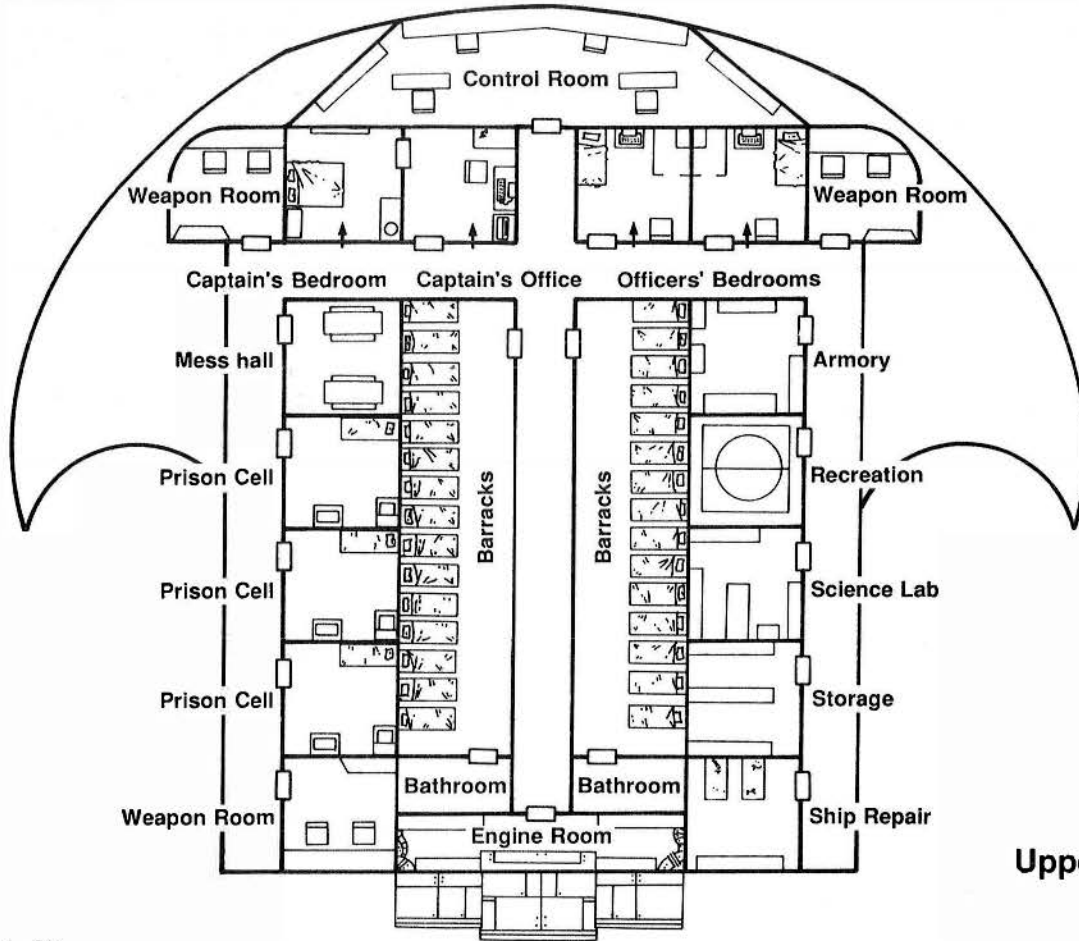 Control Room
Weapon Room
Weapon Room
Captain's Bedroom
Captain's Office
Officers' Bedrooms
Mess hall
Armory
Prison Cell
Barracks
Barracks
Recreation
Prison Cell
Science Lab
Prison Cell
Storage
Bathroom
Bathroom
Weapon Room
Engine Room
Ship Repair
Uppe